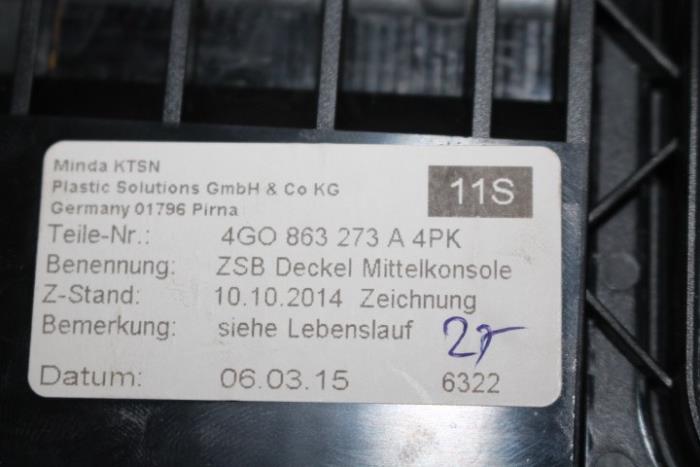 Minda KTSN
Plastic Solutions GmbH & Co KG
Germany 01796 Pirna
11S
Teile-Nr.: 4GO 863 273 A 4PK
Benennung: ZSB Deckel Mittelkonsole
Z-Stand: 10.10.2014 Zeichnung
Bemerkung: siehe Lebenslauf
Datum: 06.03.15 6322